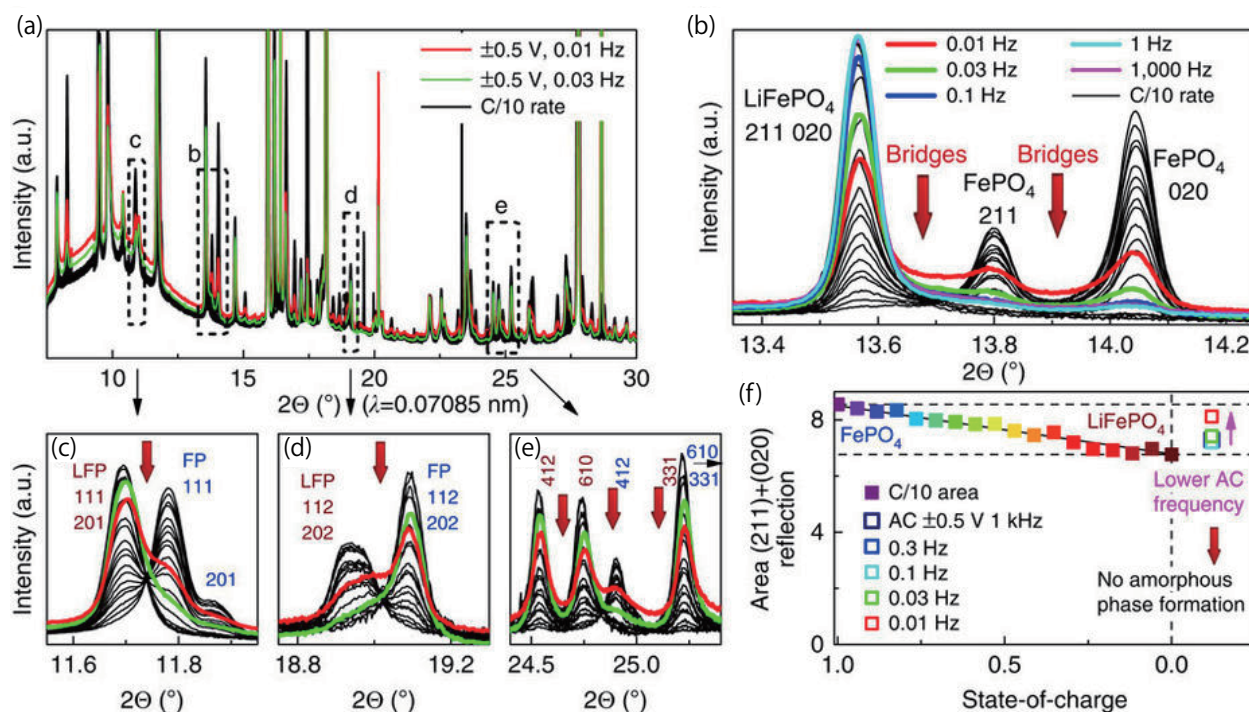 (a)
±0.5 V, 0.01 Hz
±0.5 V, 0.03 Hz
C/10 rate
c
b
d
e
Intensity (a.u.)
10 15 20 25 30
2Θ (°) (λ=0.07085 nm)
(b)
0.01 Hz
0.03 Hz
0.1 Hz
1 Hz
1,000 Hz
C/10 rate
LiFePO4
211 020
Bridges
Bridges
FePO4
211
FePO4
020
Intensity (a.u.)
13.4 13.6 13.8 14.0 14.2
2Θ (°)
(c)
LFP
111
201
FP
111
201
Intensity (a.u.)
11.6 11.8
2Θ (°)
(d)
LFP
112
202
FP
112
202
18.8 19.2
2Θ (°)
(e)
412
610
412
331
610
331
24.5 25.0
2Θ (°)
(f)
8
4
0
Area (211)+(020)
reflection
FePO4
LiFePO4
C/10 area
AC ±0.5 V 1 kHz
0.3 Hz
0.1 Hz
0.03 Hz
0.01 Hz
Lower AC
frequency
No amorphous
phase formation
1.0 0.5 0.0
State-of-charge